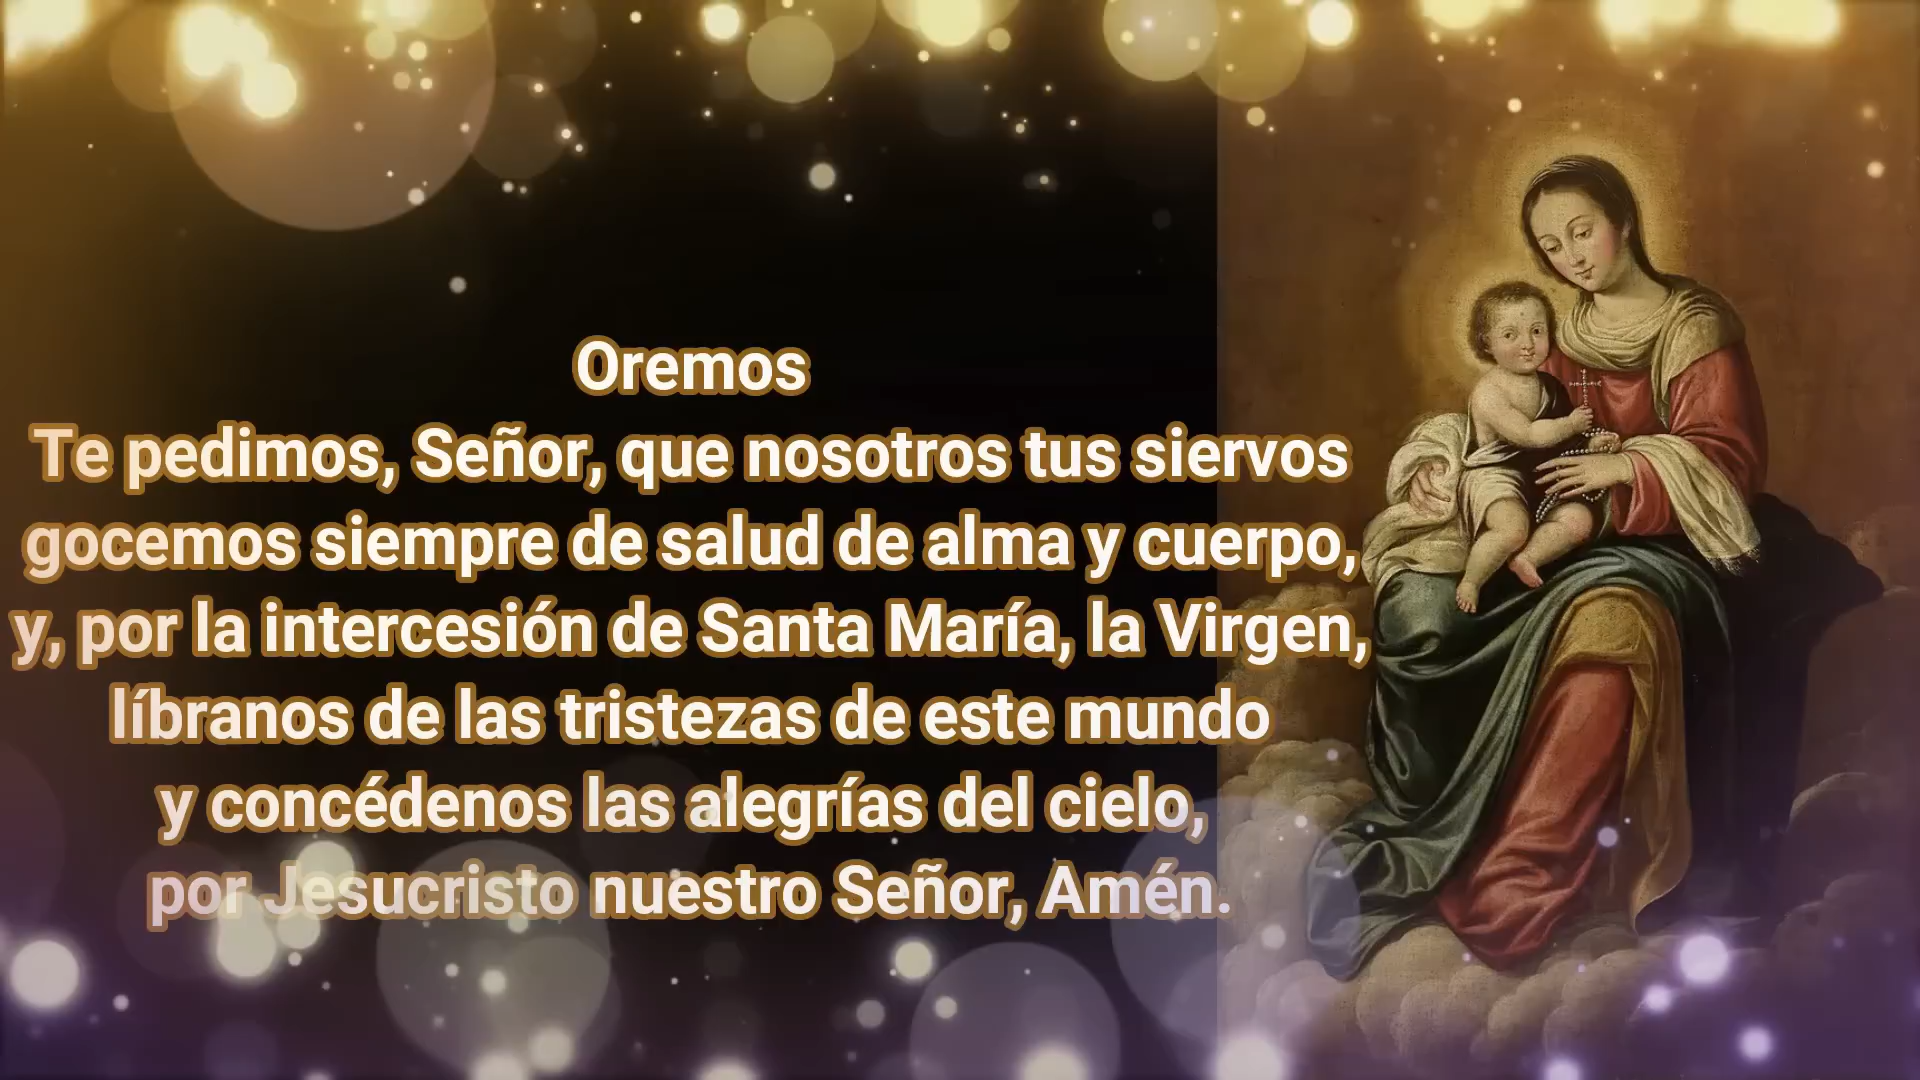 Oremos
Te pedimos, Señor, que nosotros tus siervos
gocemos siempre de salud de alma y cuerpo,
y, por la intercesión de Santa María, la Virgen,
líbranos de las tristezas de este mundo
y concédenos las alegrías del cielo,
por Jesucristo nuestro Señor, Amén.